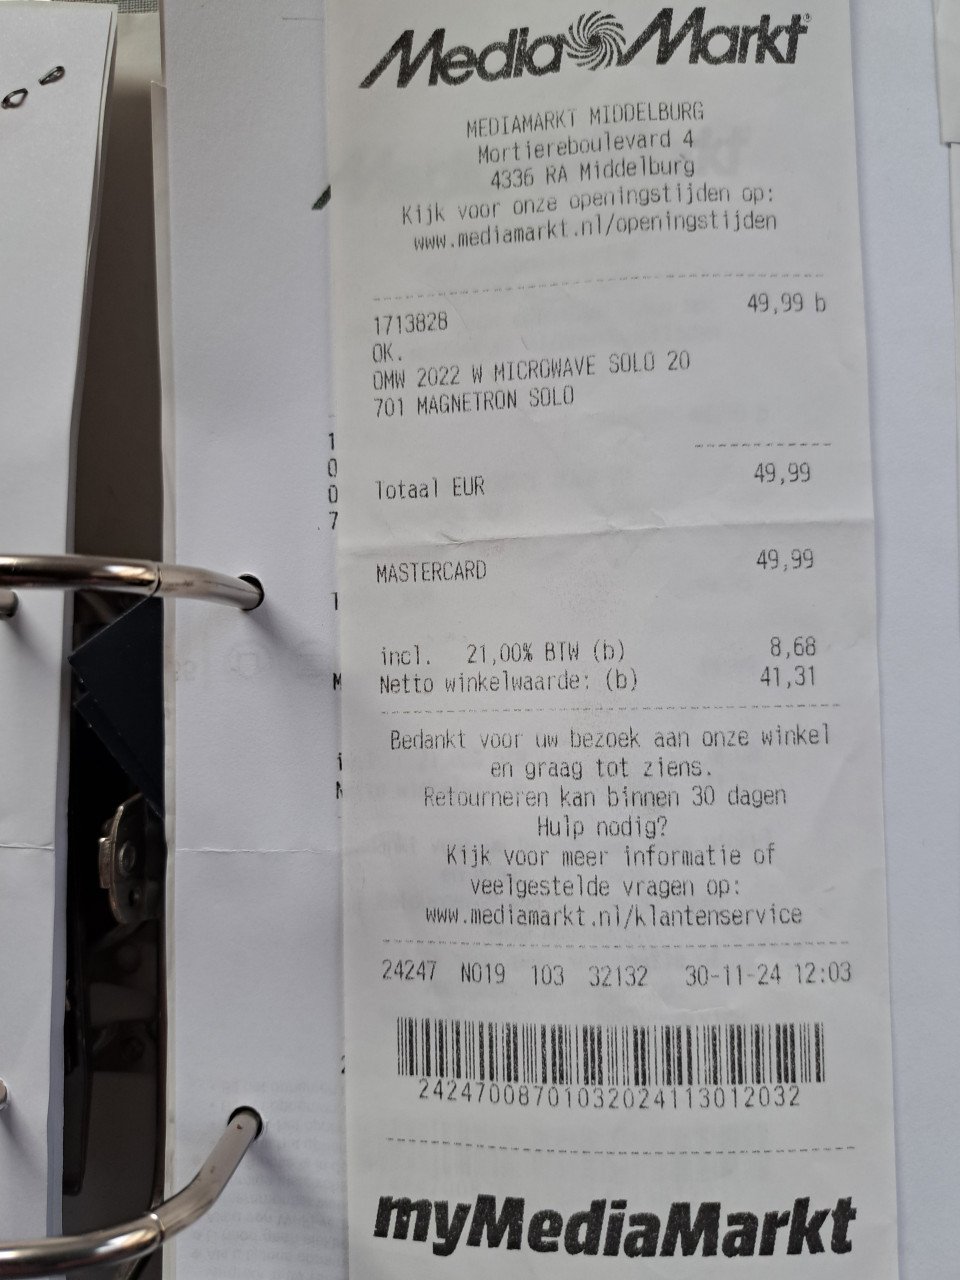 MediaMarkt
MEDIAMARKT MIDDELBURG
Mortiereboulevard 4
4336 RA Middelburg
Kijk voor onze openingstijden op:
www.mediamarkt.nl/openingstijden
1713828 49,99 b
OK.
OMW 2022 W MICROWAVE SOLO 20
701 MAGNETRON SOLO
Totaal EUR 49,99
MASTERCARD 49,99
incl. 21,00% BTW (b) 8,68
Netto winkelwaarde: (b) 41,31
Bedankt voor uw bezoek aan onze winkel
en graag tot ziens.
Retourneren kan binnen 30 dagen
Hulp nodig?
Kijk voor meer informatie of
veelgestelde vragen op:
www.mediamarkt.nl/klantenservice
24247 N019 103 32132 30-11-24 12:03
24247008701032024113012032
myMediaMarkt